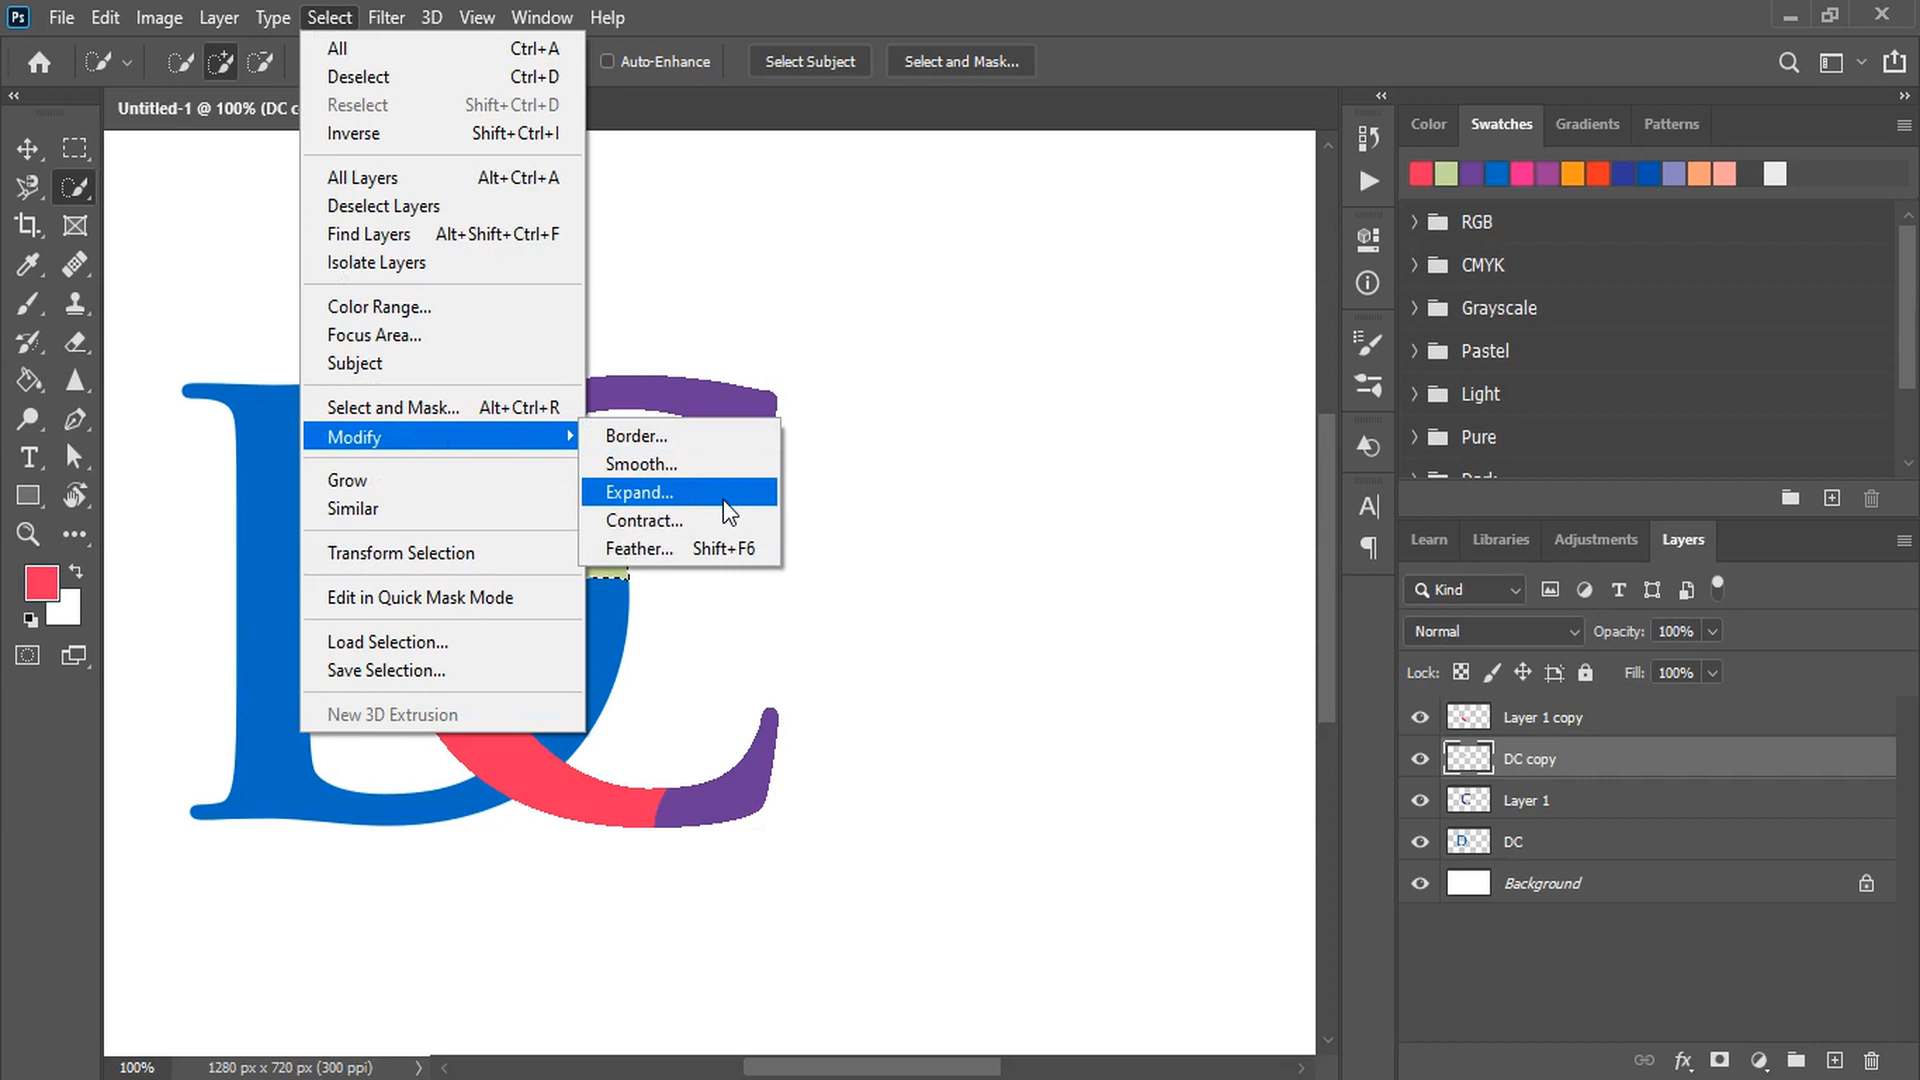 Ps File Edit Image Layer Type Select Filter 3D View Window Help
Auto-Enhance Select Subject Select and Mask...
Untitled-1 @ 100% (DC c
All Ctrl+A
Deselect Ctrl+D
Reselect Shift+Ctrl+D
Inverse Shift+Ctrl+I
All Layers Alt+Ctrl+A
Deselect Layers
Find Layers Alt+Shift+Ctrl+F
Isolate Layers
Color Range...
Focus Area...
Subject
Select and Mask... Alt+Ctrl+R
Modify
Grow
Similar
Transform Selection
Edit in Quick Mask Mode
Load Selection...
Save Selection...
New 3D Extrusion
Border...
Smooth...
Expand...
Contract...
Feather... Shift+F6
Color Swatches Gradients Patterns
RGB
CMYK
Grayscale
Pastel
Light
Pure
Learn Libraries Adjustments Layers
Kind
Normal Opacity: 100%
Lock: Fill: 100%
Layer 1 copy
DC copy
Layer 1
DC
Background
100% 1280 px x 720 px (300 ppi)